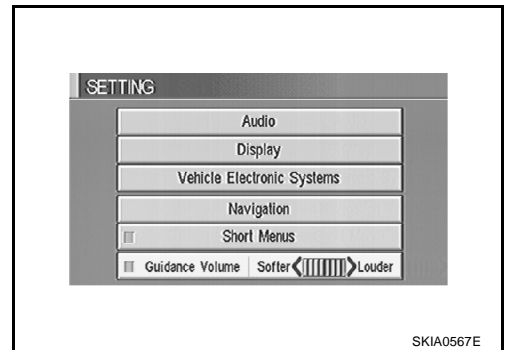 SETTING
Audio
Display
Vehicle Electronic Systems
Navigation
Short Menus
Guidance Volume Softer Louder
SKIA0567E